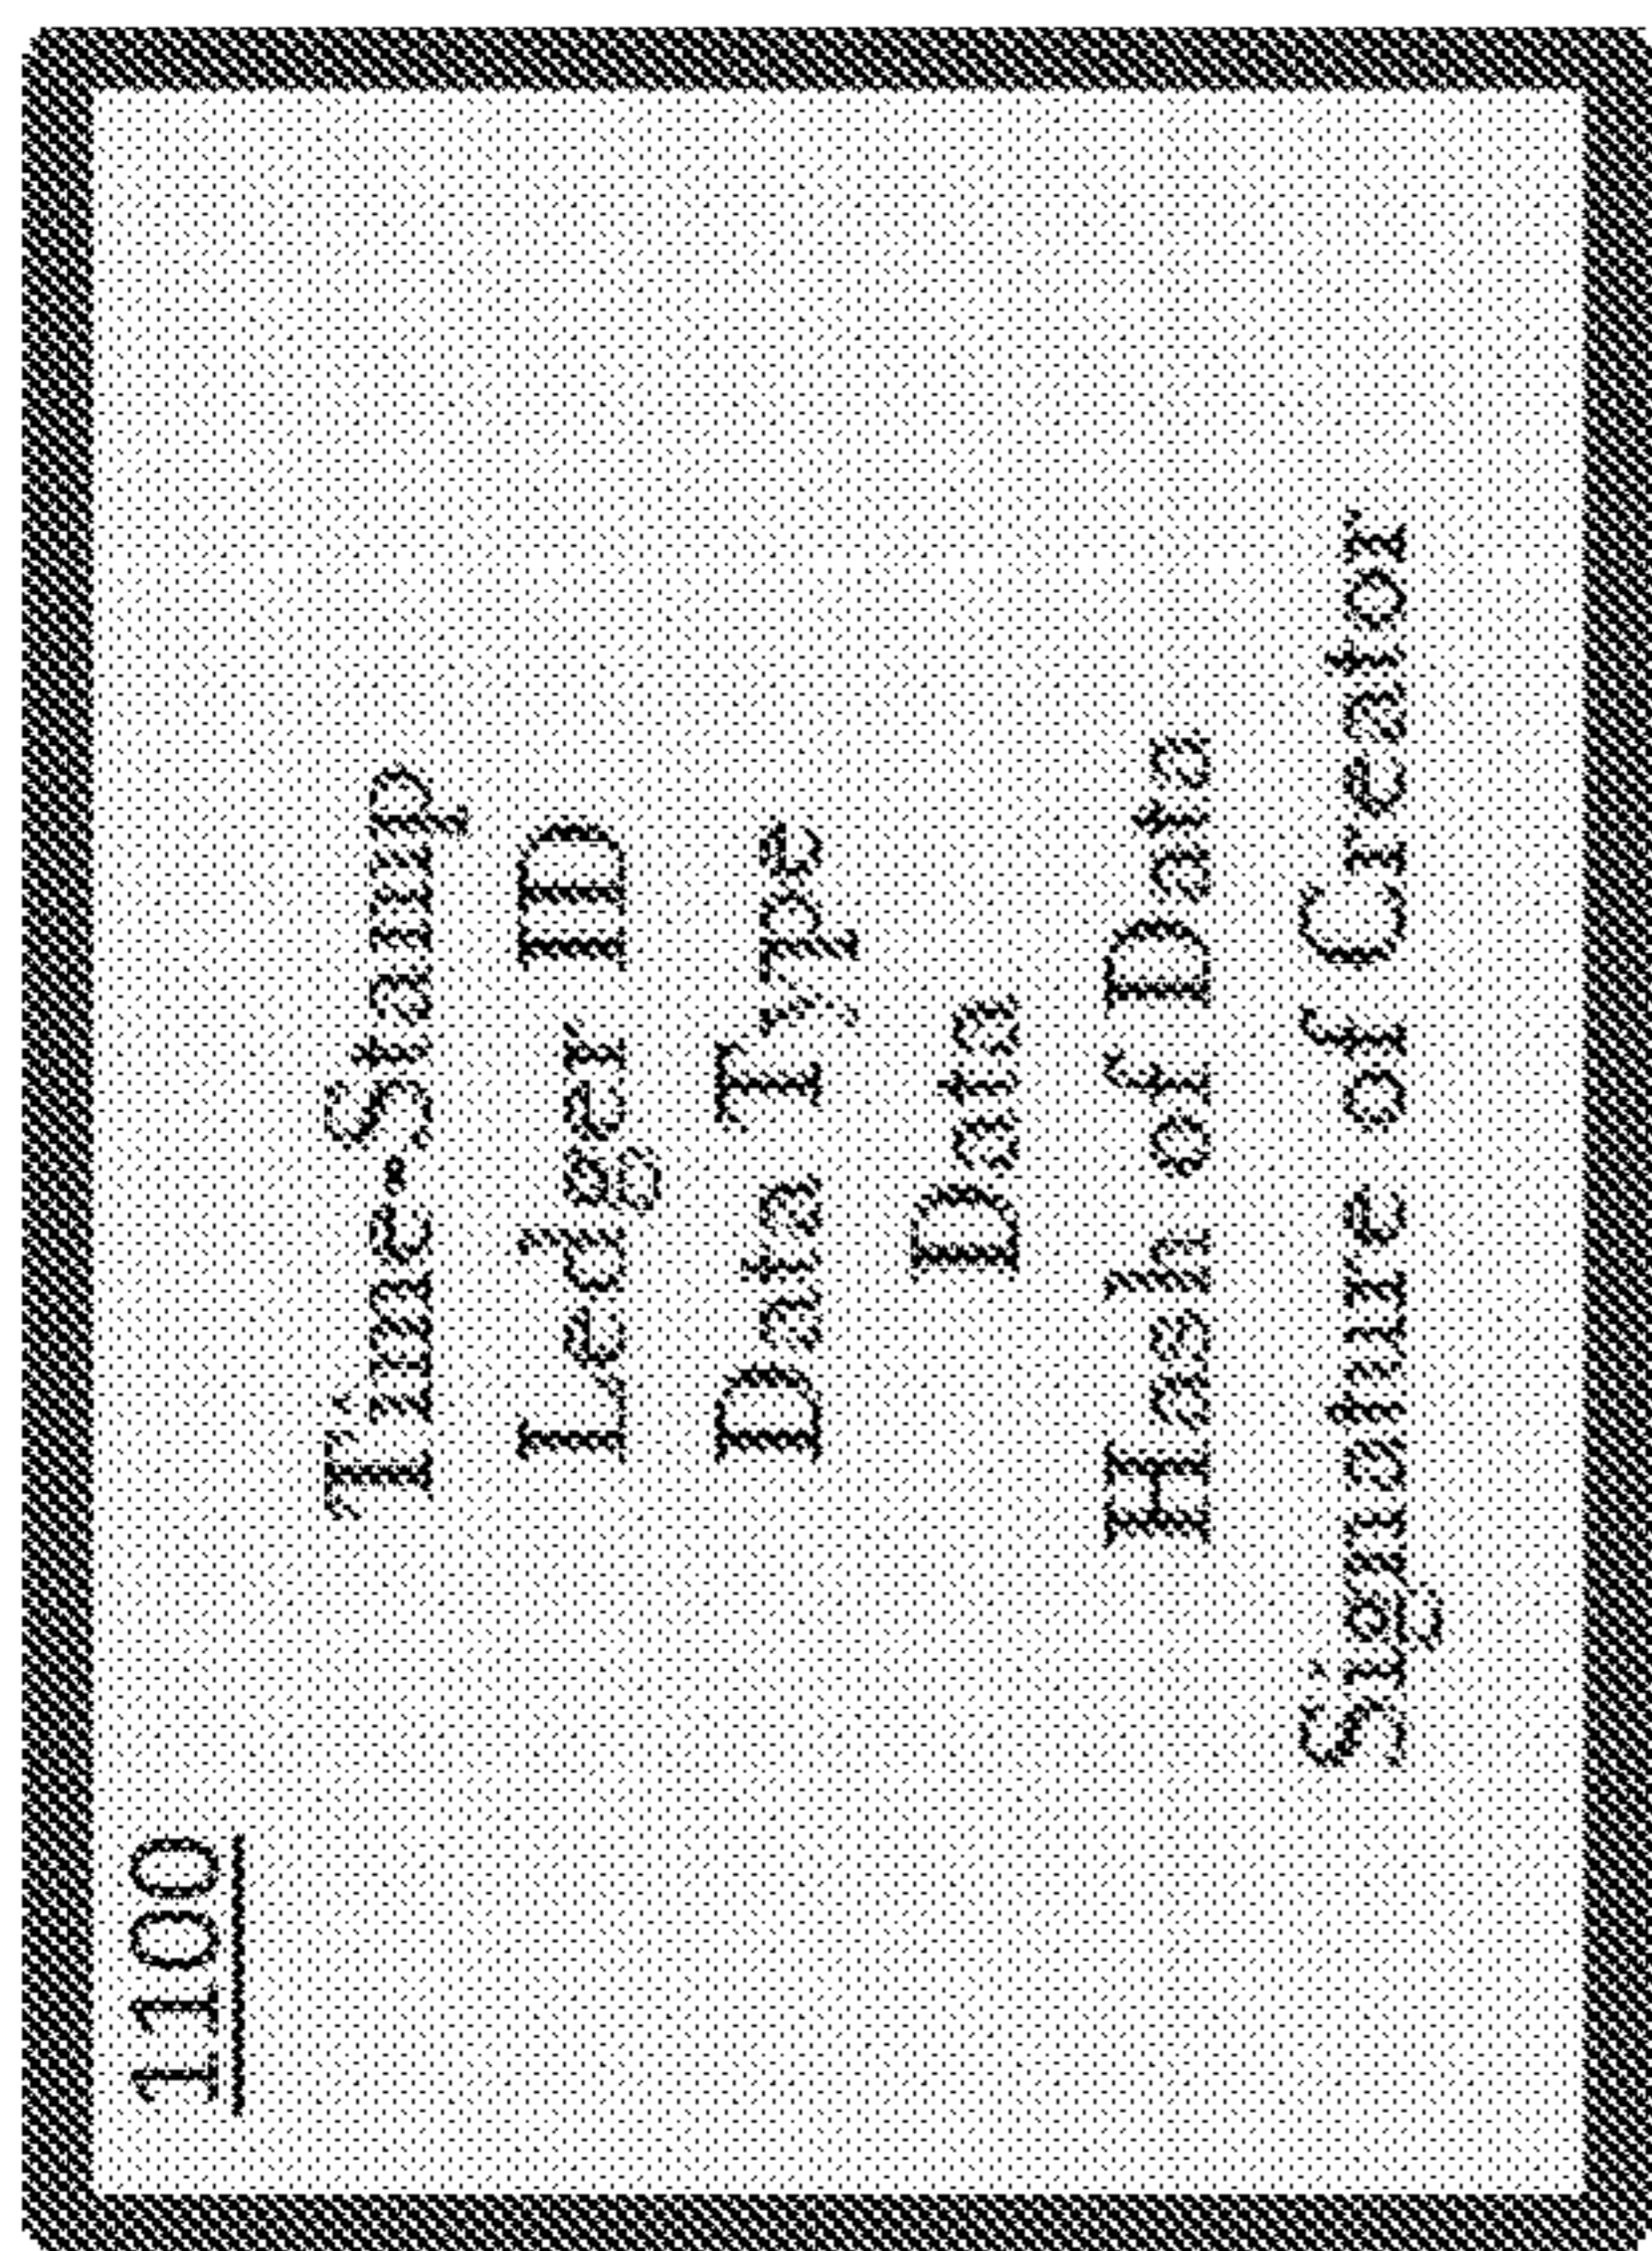 1100
Time-Stamp
Ledger ID
Data Type
Data
Hash of Data
Signature of Creator